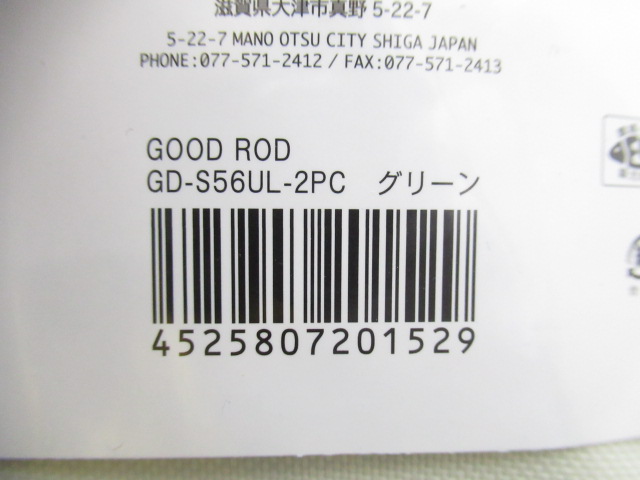 滋賀県大津市真野 5-22-7
5-22-7 MANO OTSU CITY SHIGA JAPAN
PHONE:077-571-2412 / FAX:077-571-2413
GOOD ROD
GD-S56UL-2PC グリーン
4525807201529